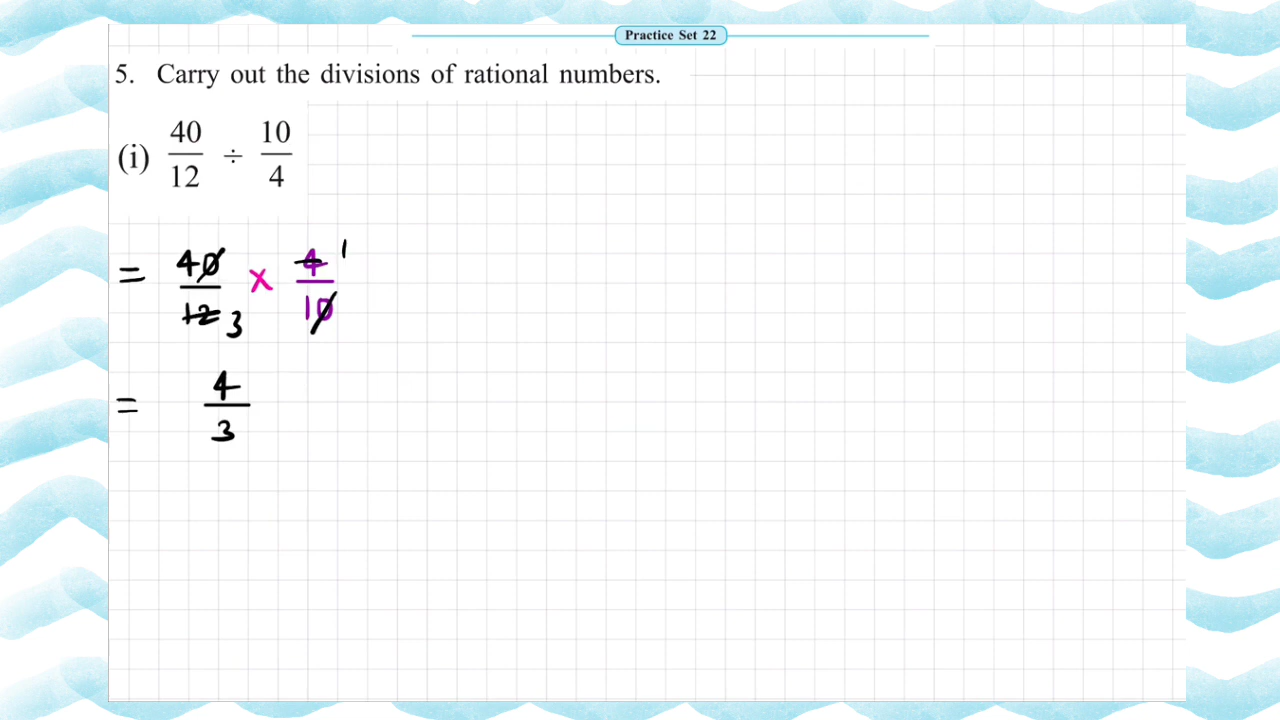 Practice Set 22
5. Carry out the divisions of rational numbers.
(i) 40/12 ÷ 10/4
= 40/12 3 × 4 1/10
= 4/3